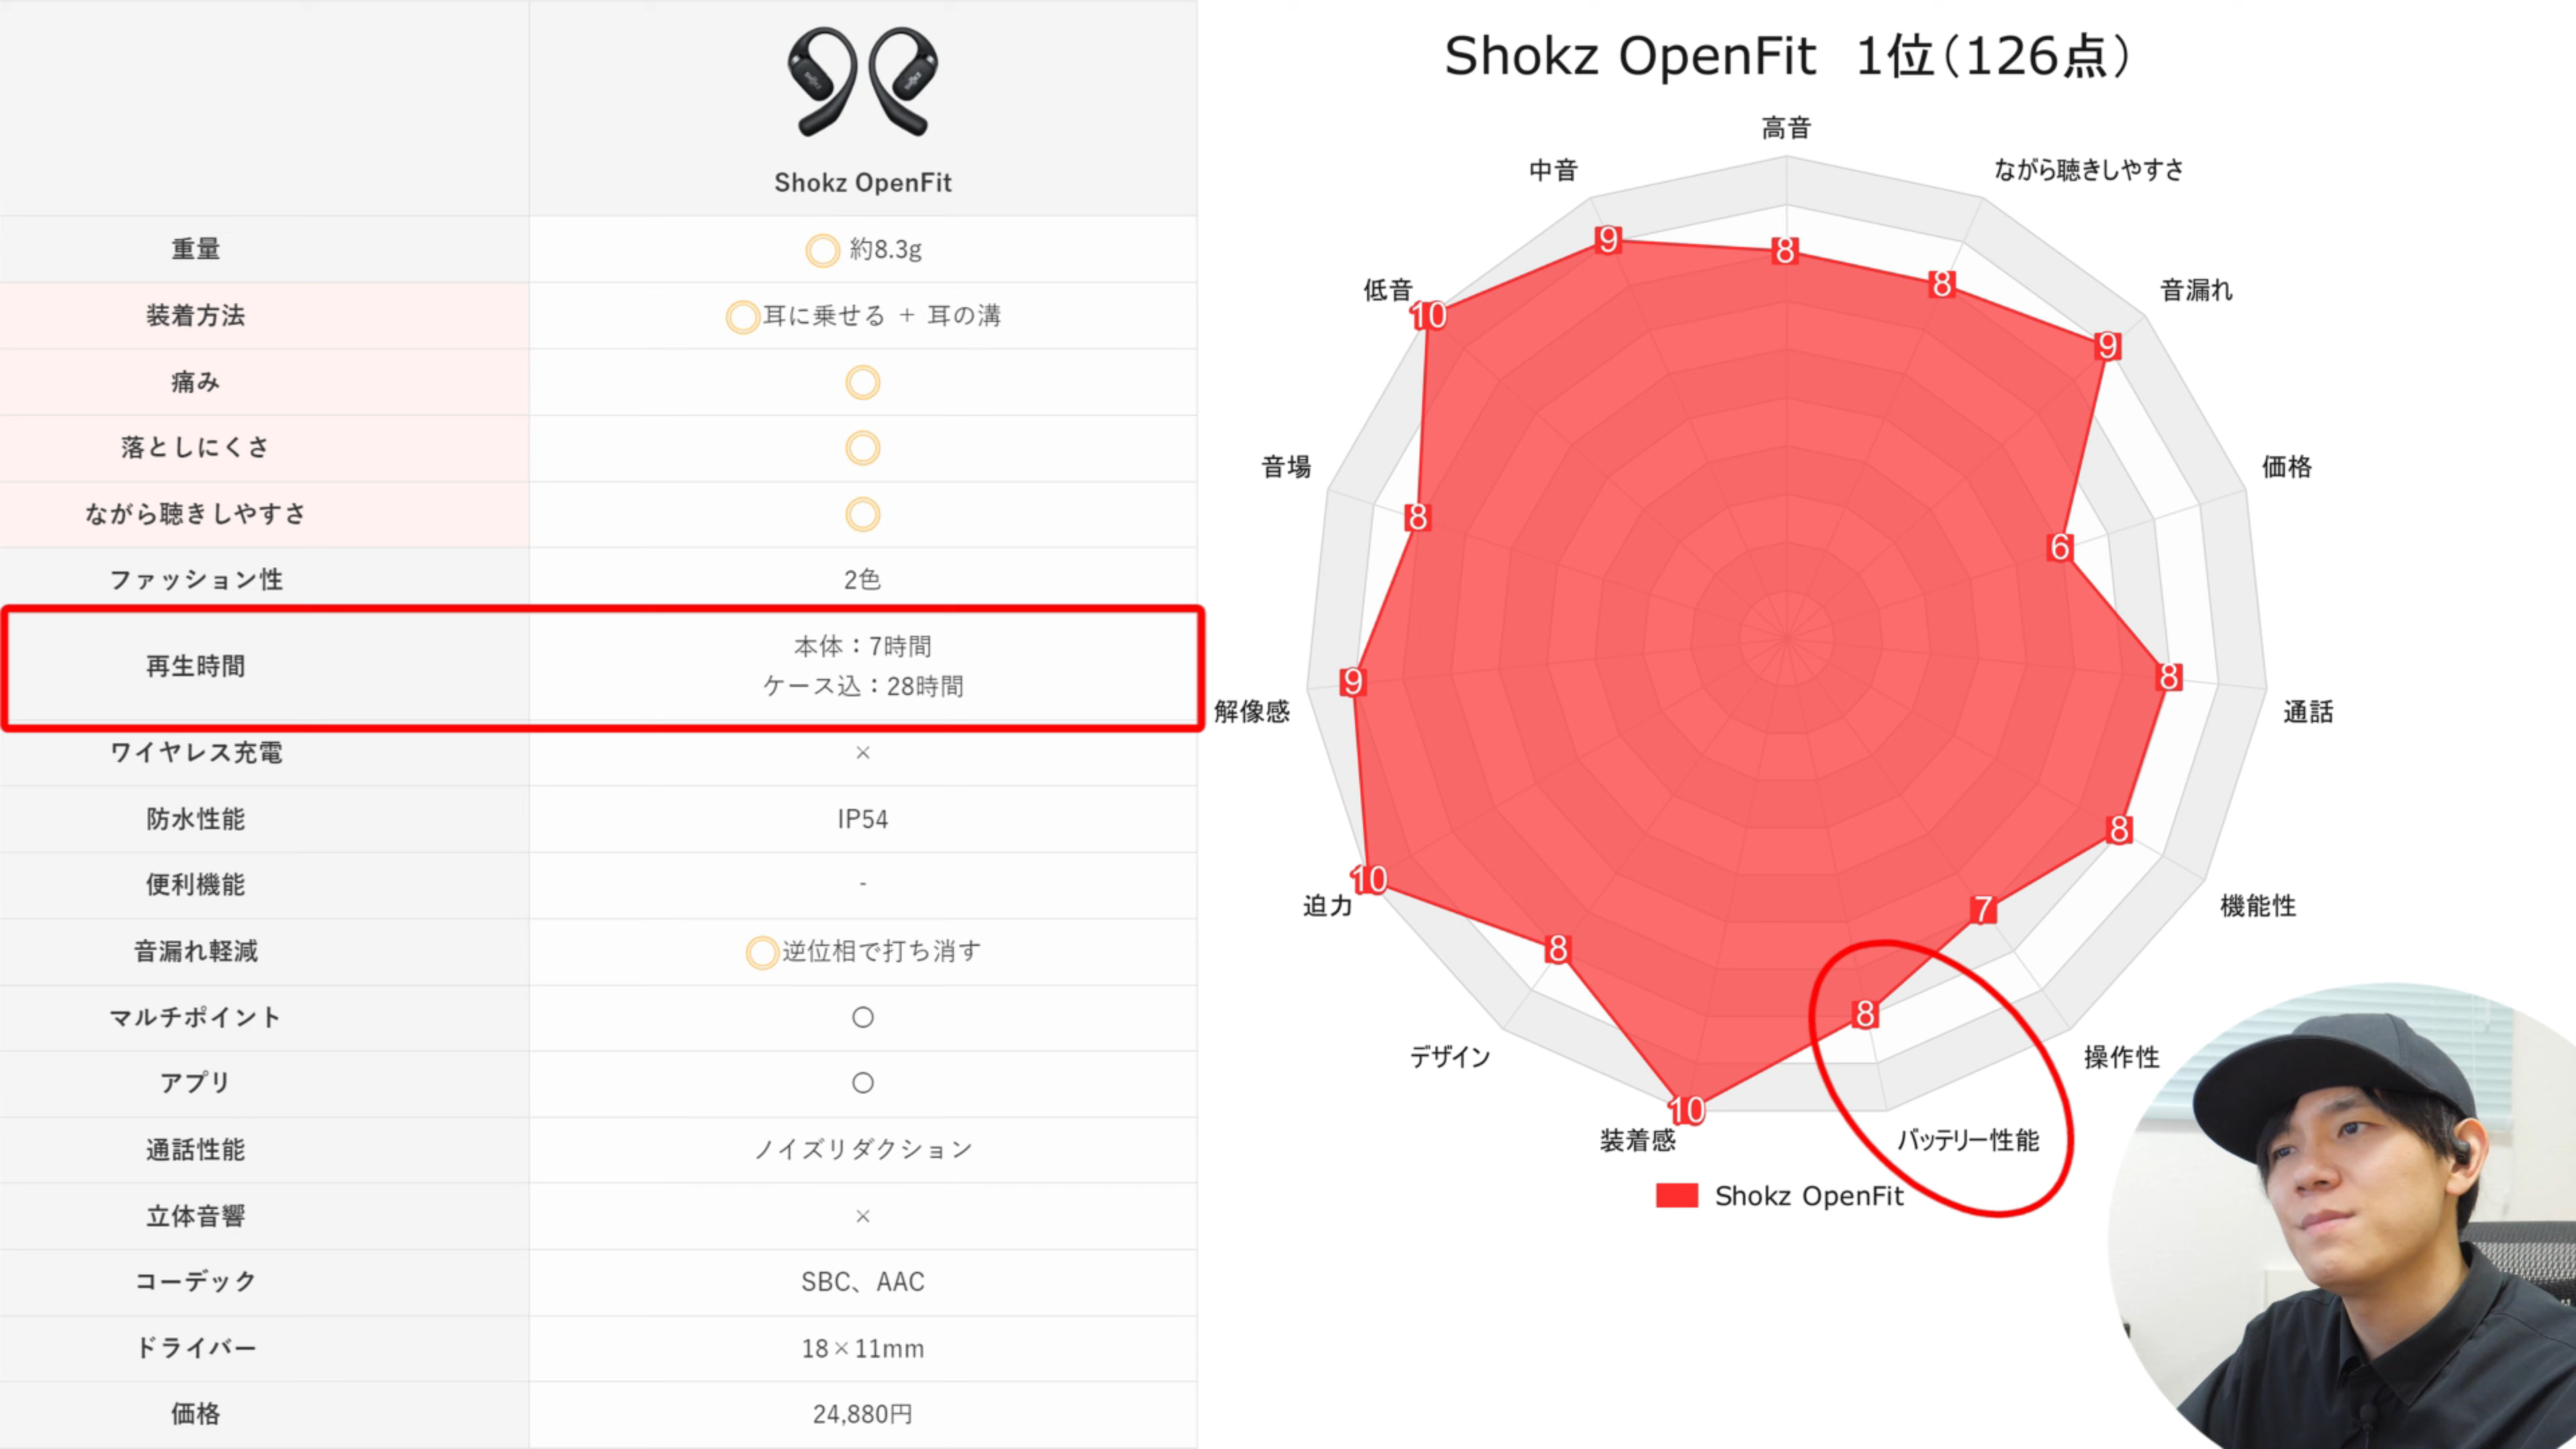 Shokz OpenFit
重量
約8.3g
装着方法
耳に乗せる + 耳の溝
痛み
落としにくさ
ながら聴きしやすさ
ファッション性
2色
再生時間
本体：7時間
ケース込：28時間
ワイヤレス充電
×
防水性能
IP54
便利機能
-
音漏れ軽減
逆位相で打ち消す
マルチポイント
○
アプリ
○
通話性能
ノイズリダクション
立体音響
×
コーデック
SBC、AAC
ドライバー
18×11mm
価格
24,880円
Shokz OpenFit 1位（126点）
高音
8
ながら聴きしやすさ
8
音漏れ
9
価格
6
通話
8
機能性
8
操作性
7
バッテリー性能
8
装着感
10
デザイン
8
迫力
10
解像感
9
音場
8
低音
10
中音
9
Shokz OpenFit